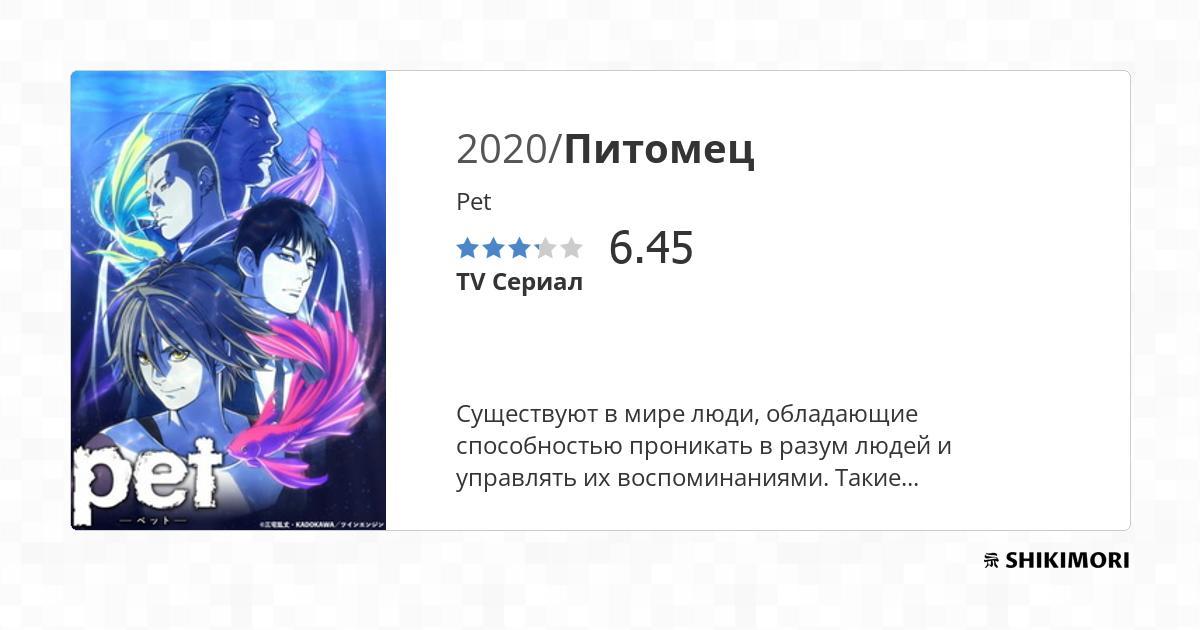 2020/Питомец
Pet
6.45
TV Сериал
Существуют в мире люди, обладающие
способностью проникать в разум людей и
управлять их воспоминаниями. Такие...
pet
ペット
©三宅乱丈・KADOKAWA／ツインエンジン
SHIKIMORI